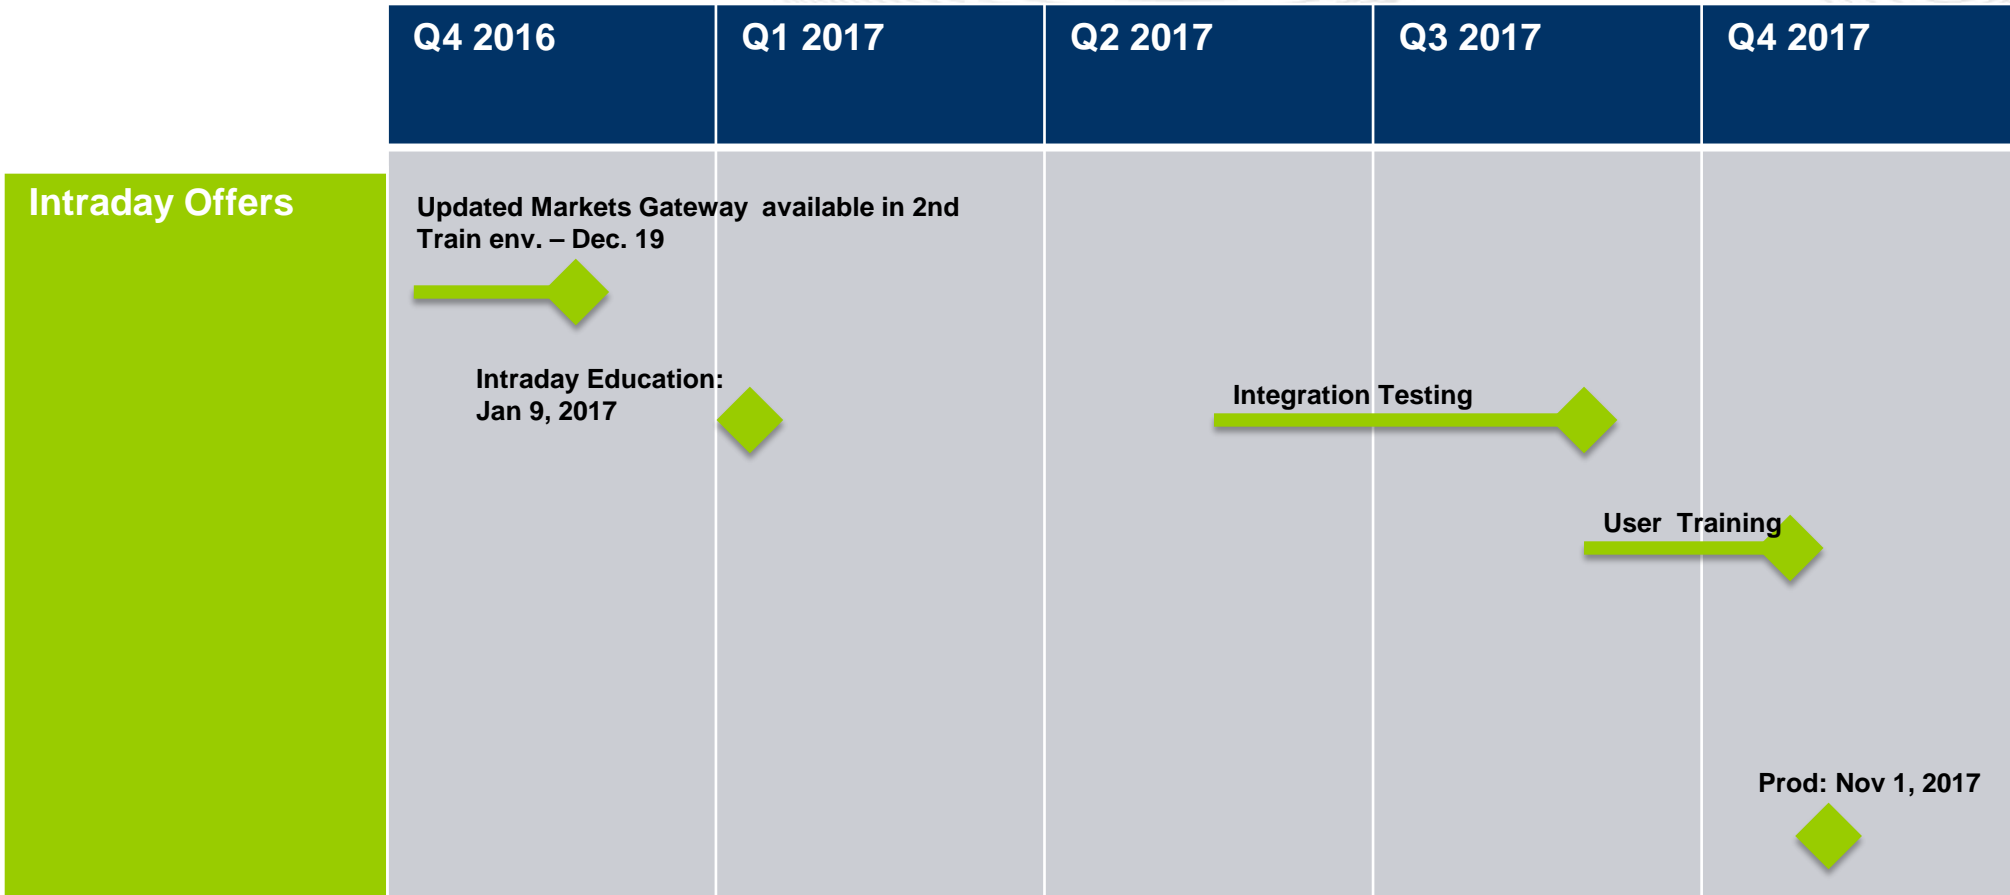 Q4 2016
Q1 2017
Q2 2017
Q3 2017
Q4 2017
Intraday Offers
Updated Markets Gateway  available in 2nd
Train env. – Dec. 19
Intraday Education:
Jan 9, 2017
Integration Testing
User  Training
Prod: Nov 1, 2017